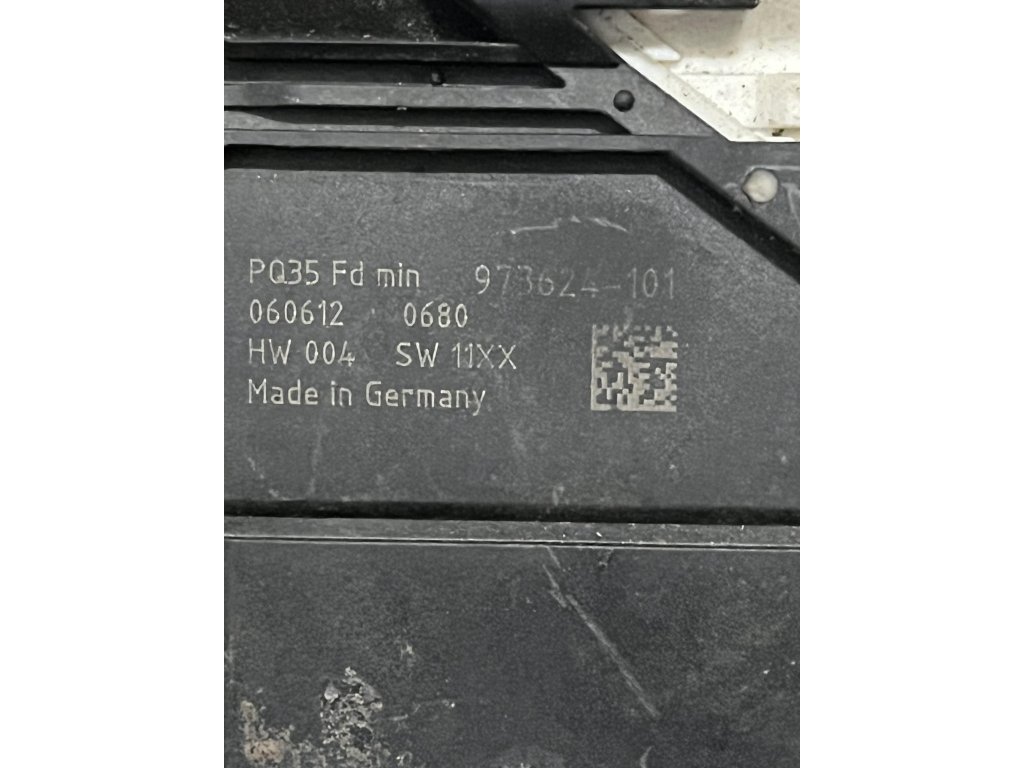 PQ35 Fd min 973624-101
060612 0680
HW 004 SW 11XX
Made in Germany